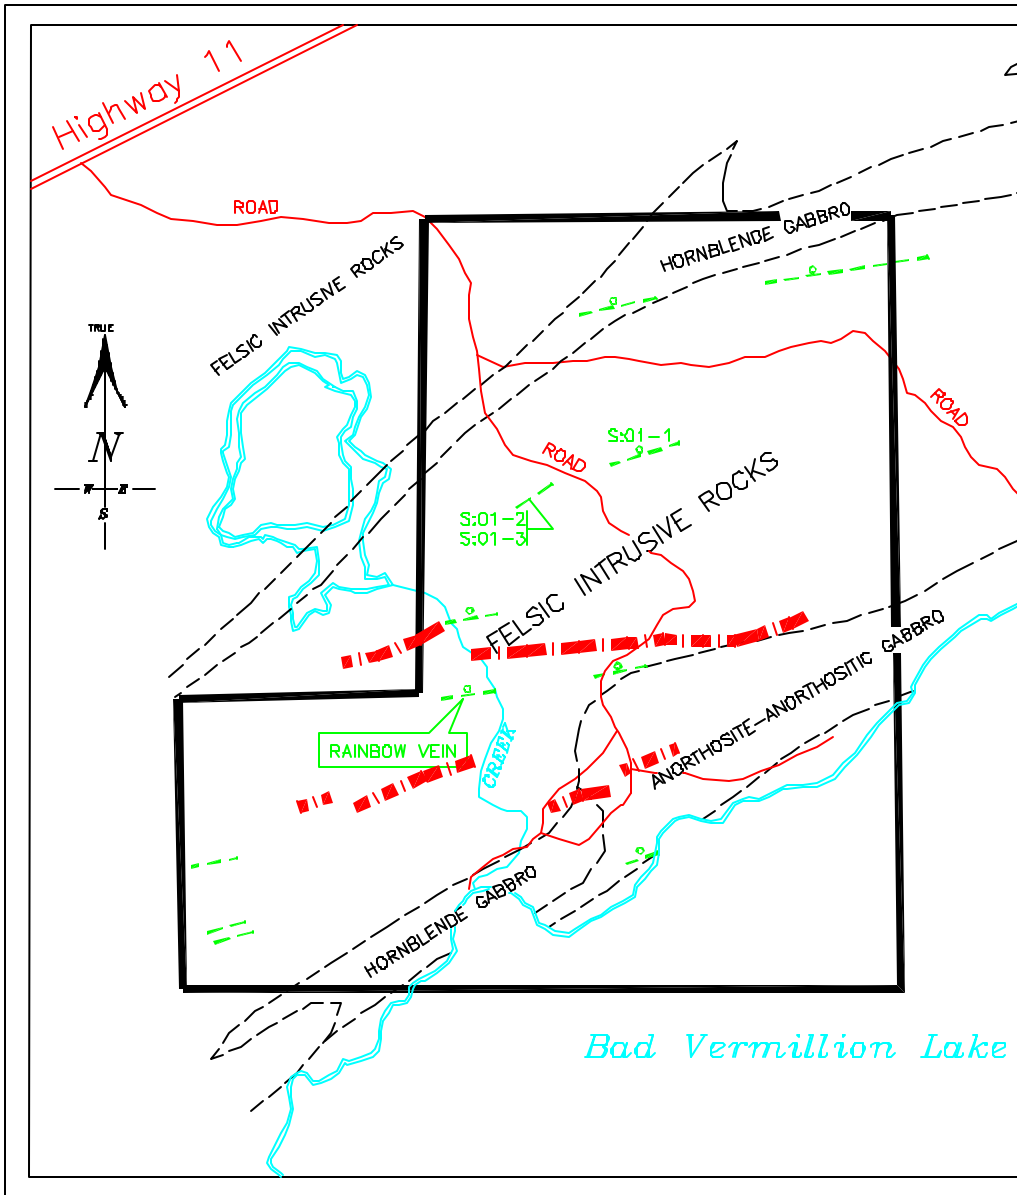 Highway 11
ROAD
HORNBLENDE GABBRO
FELSIC INTRUSIVE ROCKS
TRUE
N
W E
S
ROAD
S:01-1
ROAD
FELSIC INTRUSIVE ROCKS
S:01-2
S:01-3
ANORTHOSITE-ANORTHOSITIC GABBRO
RAINBOW VEIN
CREEK
HORNBLENDE GABBRO
Bad Vermillion Lake